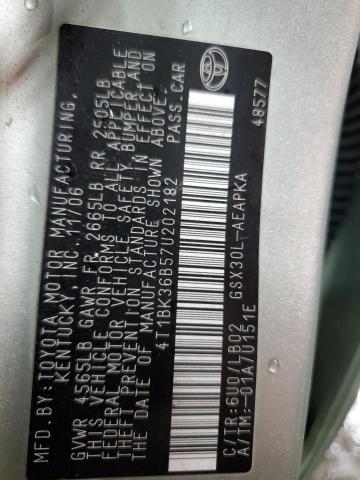 MFD.BY: TOYOTA MOTOR MANUFACTURING,
KENTUCKY, INC. 11/06
GVWR 4565LB GAWR FR 2665LB RR 2505LB
THIS VEHICLE CONFORMS TO ALL APPLICABLE
FEDERAL MOTOR VEHICLE SAFETY, BUMPER, AND
THEFT PREVENTION STANDARDS IN EFFECT ON
THE DATE OF MANUFACTURE SHOWN ABOVE.
4T1BK36B57U202182 PASS.CAR
C/TR:6U0/LB02 GSX30L-AEAPKA
A/TM:-01A/U151E
48577
TOYOTA